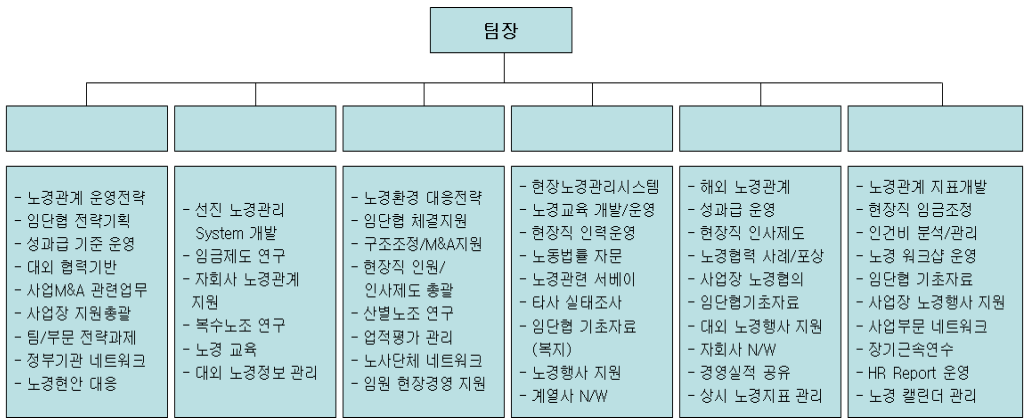 팀장
- 노경관계 운영전략
- 임단협 전략기획
- 성과급 기준 운영
- 대외 협력기반
- 사업M&A 관련업무
- 사업장 지원총괄
- 팀/부문 전략과제
- 정부기관 네트워크
- 노경현안 대응
- 선진 노경관리
System 개발
- 임금제도 연구
- 자회사 노경관계
지원
- 복수노조 연구
- 노경 교육
- 대외 노경정보 관리
- 노경환경 대응전략
- 임단협 체결지원
- 구조조정/M&A지원
- 현장직 인원/
인사제도 총괄
- 산별노조 연구
- 업적평가 관리
- 노사단체 네트워크
- 임원 현장경영 지원
- 현장노경관리시스템
- 노경교육 개발/운영
- 현장직 인력운영
- 노동법률 자문
- 노경관련 서베이
- 타사 실태조사
- 임단협 기초자료
(복지)
- 노경행사 지원
- 계열사 N/W
- 해외 노경관계
- 성과급 운영
- 현장직 인사제도
- 노경협력 사례/포상
- 사업장 노경협의
- 임단협기초자료
- 대외 노경행사 지원
- 자회사 N/W
- 경영실적 공유
- 상시 노경지표 관리
- 노경관계 지표개발
- 현장직 임금조정
- 인건비 분석/관리
- 노경 워크샵 운영
- 임단협 기초자료
- 사업장 노경행사 지원
- 사업부문 네트워크
- 장기근속연수
- HR Report 운영
- 노경 캘린더 관리